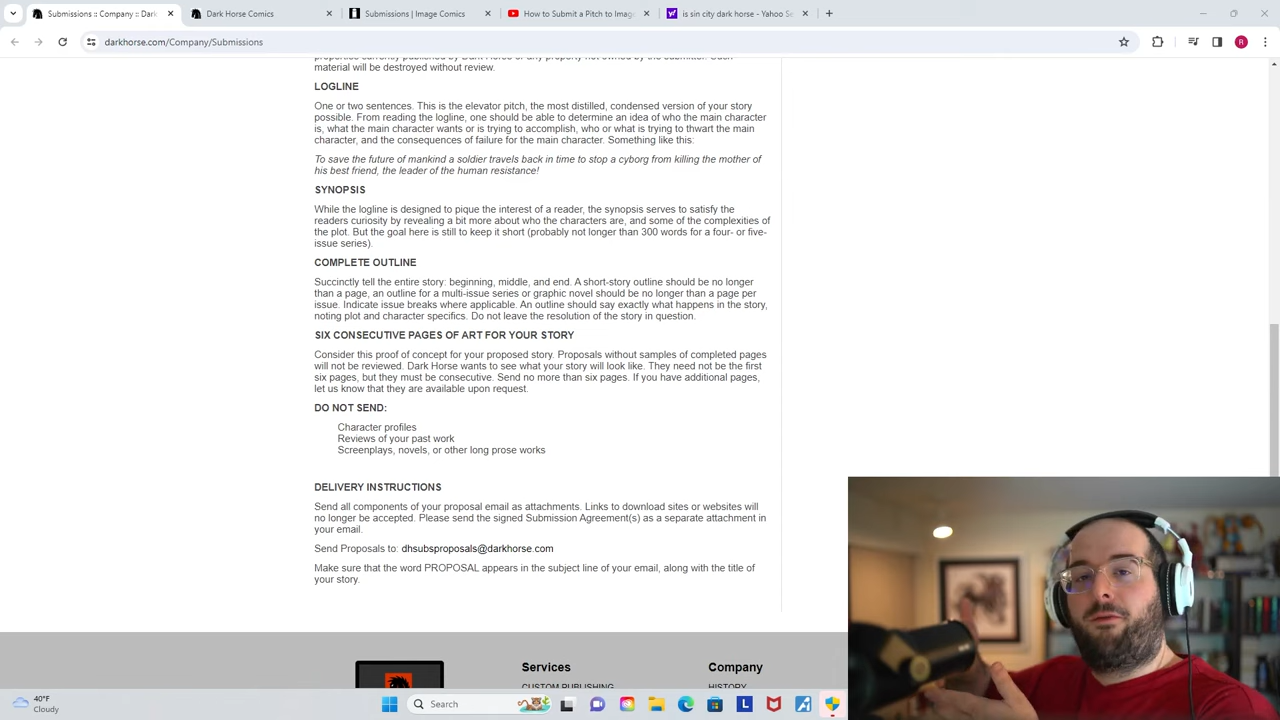 Submissions :: Company :: Dark
Dark Horse Comics
Submissions | Image Comics
How to Submit a Pitch to Image
is sin city dark horse - Yahoo Se
darkhorse.com/Company/Submissions
R
material will be destroyed without review.
LOGLINE
One or two sentences. This is the elevator pitch, the most distilled, condensed version of your story
possible. From reading the logline, one should be able to determine an idea of who the main character
is, what the main character wants or is trying to accomplish, who or what is trying to thwart the main
character, and the consequences of failure for the main character. Something like this:
To save the future of mankind a soldier travels back in time to stop a cyborg from killing the mother of
his best friend, the leader of the human resistance!
SYNOPSIS
While the logline is designed to pique the interest of a reader, the synopsis serves to satisfy the
readers curiosity by revealing a bit more about who the characters are, and some of the complexities of
the plot. But the goal here is still to keep it short (probably not longer than 300 words for a four- or five-
issue series).
COMPLETE OUTLINE
Succinctly tell the entire story: beginning, middle, and end. A short-story outline should be no longer
than a page, an outline for a multi-issue series or graphic novel should be no longer than a page per
issue. Indicate issue breaks where applicable. An outline should say exactly what happens in the story,
noting plot and character specifics. Do not leave the resolution of the story in question.
SIX CONSECUTIVE PAGES OF ART FOR YOUR STORY
Consider this proof of concept for your proposed story. Proposals without samples of completed pages
will not be reviewed. Dark Horse wants to see what your story will look like. They need not be the first
six pages, but they must be consecutive. Send no more than six pages. If you have additional pages,
let us know that they are available upon request.
DO NOT SEND:
Character profiles
Reviews of your past work
Screenplays, novels, or other long prose works
DELIVERY INSTRUCTIONS
Send all components of your proposal email as attachments. Links to download sites or websites will
no longer be accepted. Please send the signed Submission Agreement(s) as a separate attachment in
your email.
Send Proposals to: dhsubsproposals@darkhorse.com
Make sure that the word PROPOSAL appears in the subject line of your email, along with the title of
your story.
Services
Company
CUSTOM PUBLISHING
HISTORY
40°F
Cloudy
Search
L